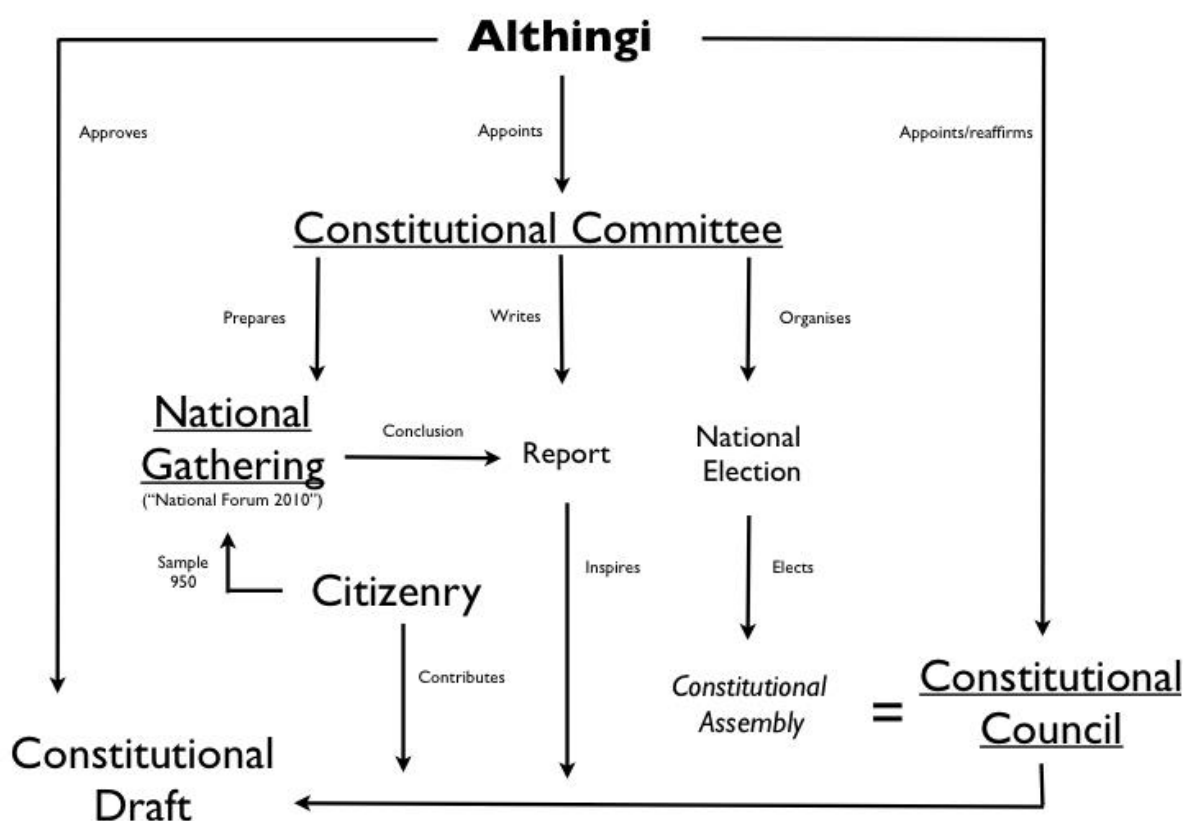 Althingi
Approves
Appoints
Appoints/reaffirms
Constitutional Committee
Prepares
Writes
Organises
National
Gathering
("National Forum 2010")
Conclusion
Report
National
Election
Sample
950
Citizenry
Inspires
Elects
Contributes
Constitutional
Assembly
=
Constitutional
Council
Constitutional
Draft